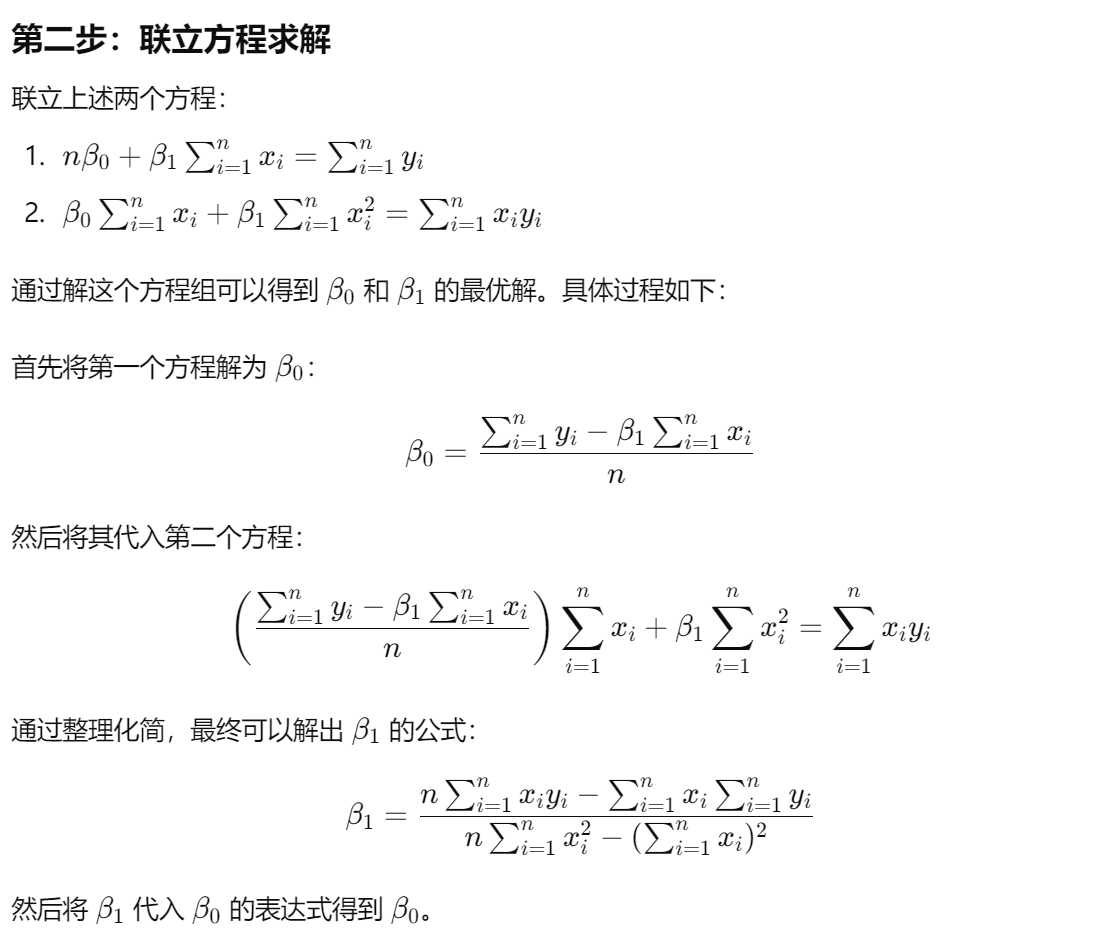 第二步：联立方程求解
联立上述两个方程：
1. $n\beta_0 + \beta_1 \sum_{i=1}^{n} x_i = \sum_{i=1}^{n} y_i$
2. $\beta_0 \sum_{i=1}^{n} x_i + \beta_1 \sum_{i=1}^{n} x_i^2 = \sum_{i=1}^{n} x_i y_i$
通过解这个方程组可以得到 $\beta_0$ 和 $\beta_1$ 的最优解。具体过程如下：
首先将第一个方程解为 $\beta_0$：
$\beta_0 = \frac{\sum_{i=1}^{n} y_i - \beta_1 \sum_{i=1}^{n} x_i}{n}$
然后将其代入第二个方程：
$\left( \frac{\sum_{i=1}^{n} y_i - \beta_1 \sum_{i=1}^{n} x_i}{n} \right) \sum_{i=1}^{n} x_i + \beta_1 \sum_{i=1}^{n} x_i^2 = \sum_{i=1}^{n} x_i y_i$
通过整理化简，最终可以解出 $\beta_1$ 的公式：
$\beta_1 = \frac{n \sum_{i=1}^{n} x_i y_i - \sum_{i=1}^{n} x_i \sum_{i=1}^{n} y_i}{n \sum_{i=1}^{n} x_i^2 - (\sum_{i=1}^{n} x_i)^2}$
然后将 $\beta_1$ 代入 $\beta_0$ 的表达式得到 $\beta_0$。